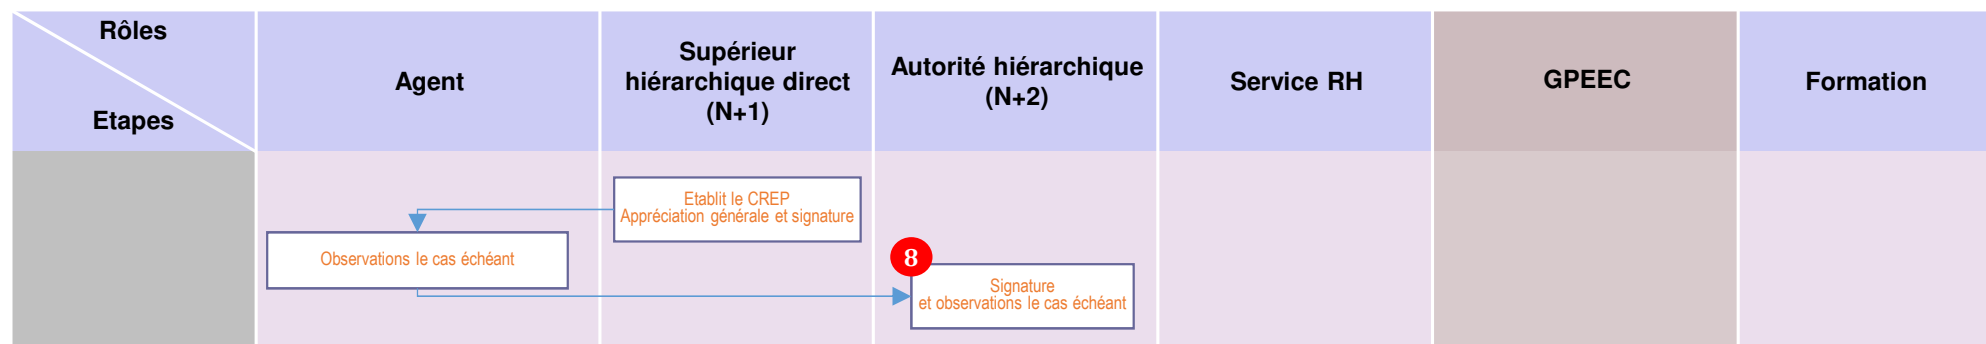 Rôles
Etapes
Agent
Supérieur
hiérarchique direct
(N+1)
Autorité hiérarchique
(N+2)
Service RH
GPEEC
Formation
Etablit le CREP
Appréciation générale et signature
Observations le cas échéant
8
Signature
et observations le cas échéant